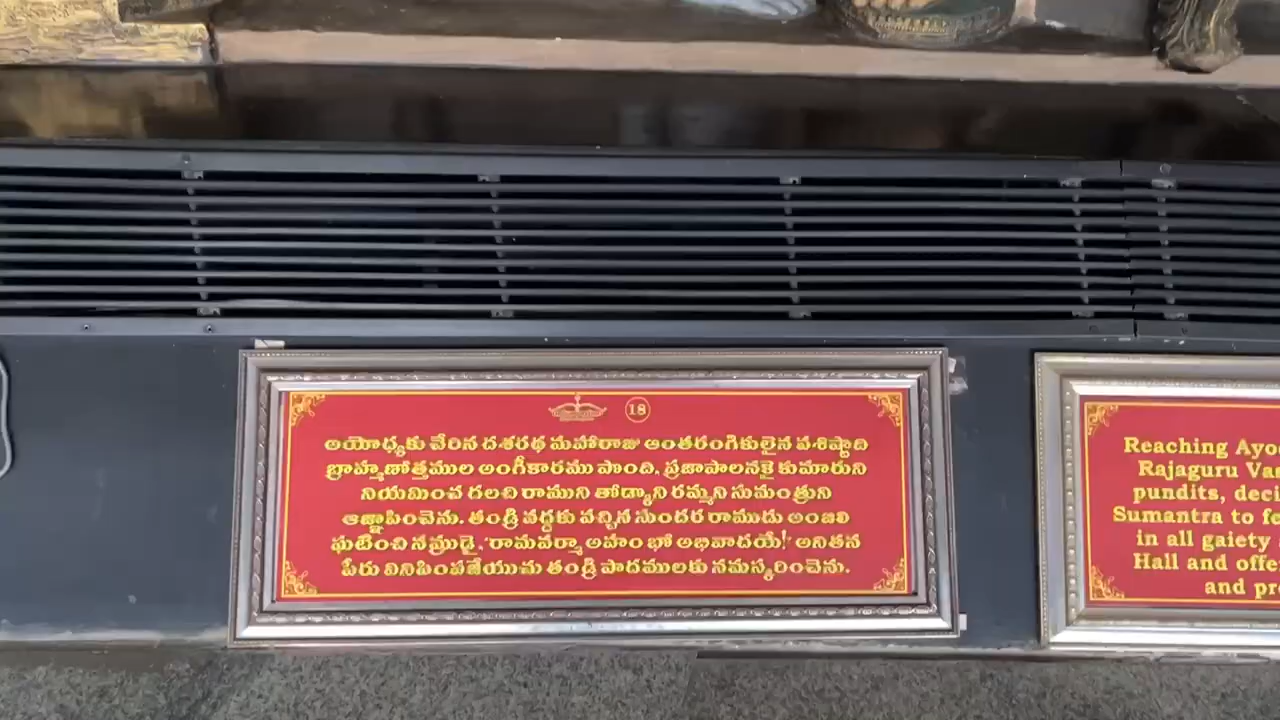 18
అయోధ్యకు చేరిన దశరథ మహారాజు ఆంతరంగికులైన వశిష్టాది
బ్రాహ్మణోత్తముల అంగీకారము పొంది, ప్రజాపాలనకై కుమారుని
నియమించ దలచి రాముని తోడ్కొని రమ్మని సుమంత్రుని
ఆజ్ఞాపించెను. తండ్రి వద్దకు వచ్చిన సుందర రాముడు అంజలి
ఘటించి నమ్రుడై, 'రామవర్మా అహం భో అభివాదయే!' అని తన
పేరు వినిపింపజేయుచు తండ్రి పాదములకు నమస్కరించెను.
Reaching Ayo
Rajaguru Va
pundits, deci
Sumantra to fe
in all gaiety
Hall and offe
and pr